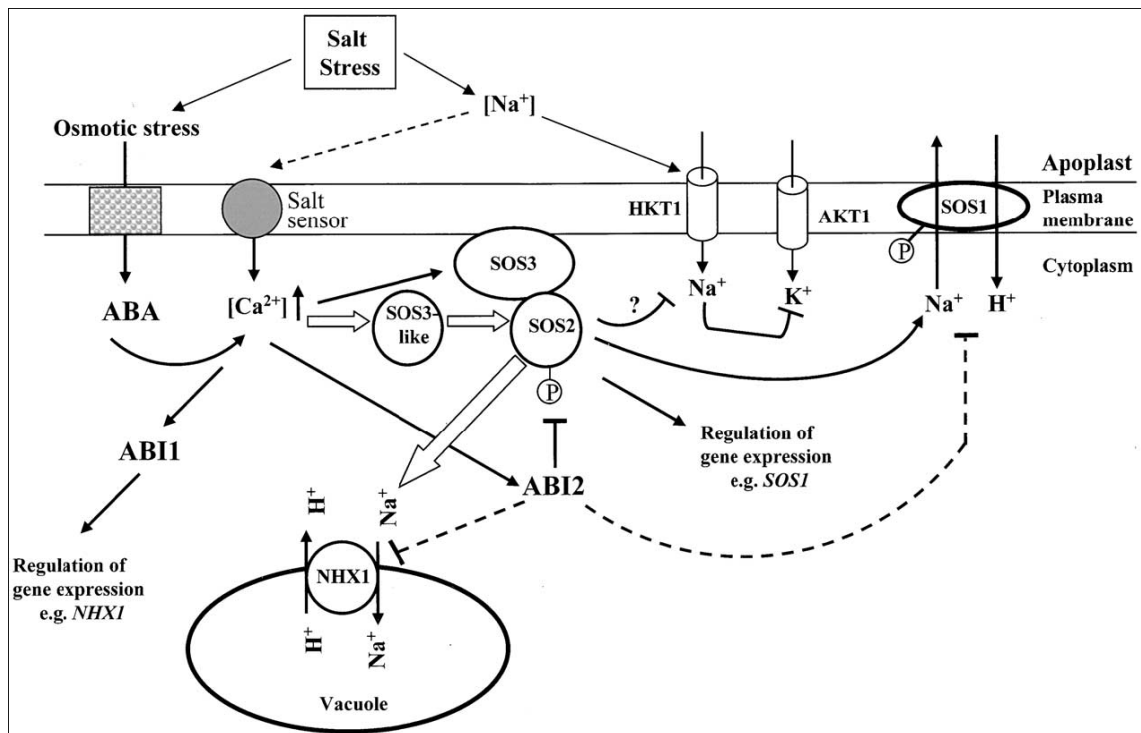 Salt
Stress
[Na⁺]
Osmotic stress
Apoplast
Salt
sensor
HKT1
AKT1
SOS1
Plasma
membrane
P
Cytoplasm
SOS3
ABA
[Ca²⁺]
SOS3-
like
SOS2
?
Na⁺
K⁺
Na⁺
H⁺
P
ABI1
Regulation of
gene expression
e.g. SOS1
ABI2
H⁺
Na⁺
Regulation of
gene expression
e.g. NHX1
NHX1
H⁺
Na⁺
Vacuole